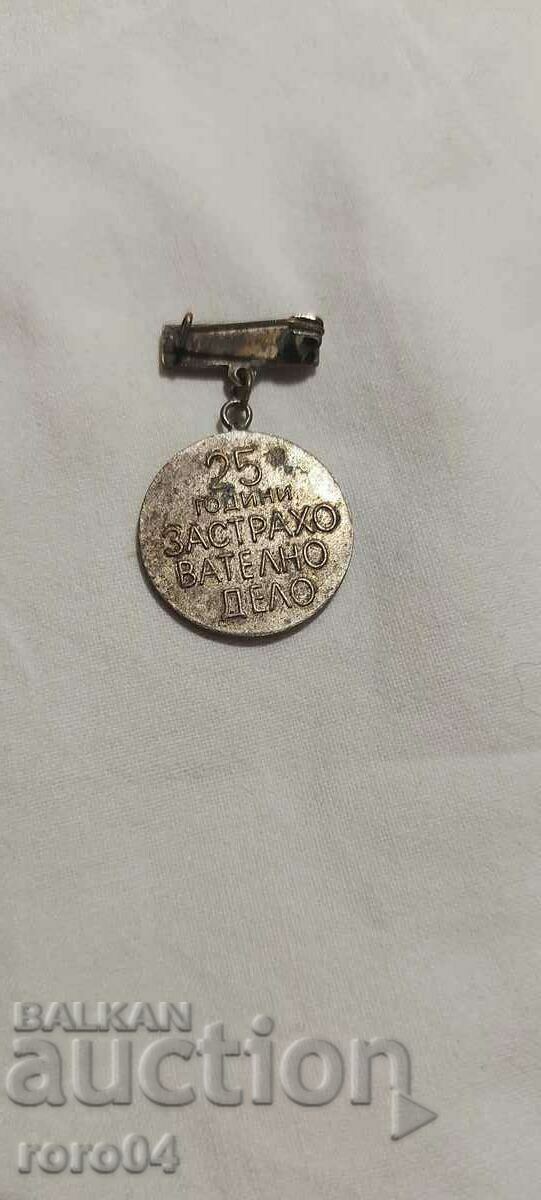 25
ГОДИНИ
ЗАСТРАХО
ВАТЕЛНО
ДЕЛО
BALKAN
auction
roro04